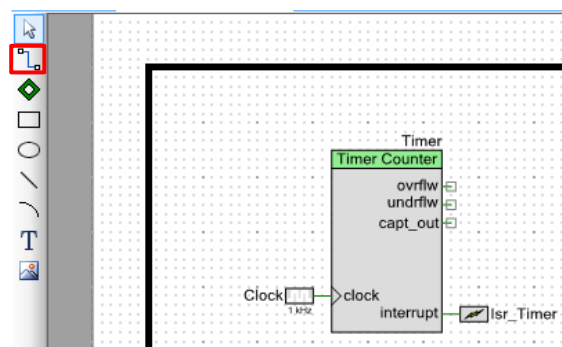 Timer
Timer Counter
ovrflw
undrflw
capt_out
Clock
1 kHz
clock
interrupt
Isr_Timer
T